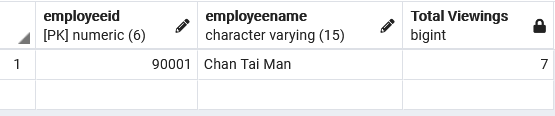 employeeid employeename Total Viewings
[PK] numeric (6) character varying (15) bigint
1 90001 Chan Tai Man 7